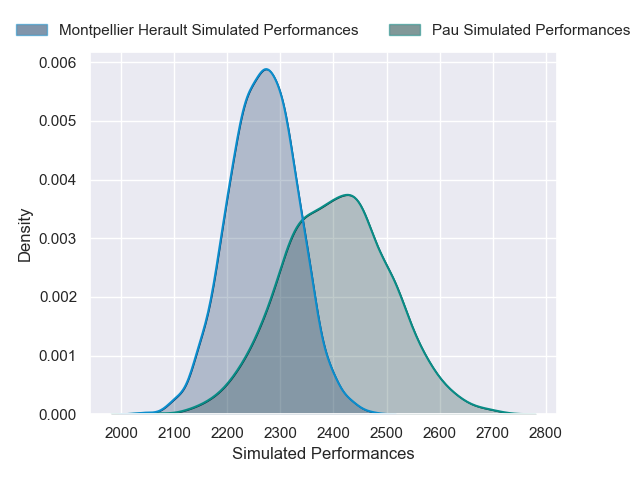 Montpellier Herault Simulated Performances
Pau Simulated Performances
0.006
0.005
0.004
0.003
0.002
0.001
0.000
Density
2000 2100 2200 2300 2400 2500 2600 2700 2800
Simulated Performances